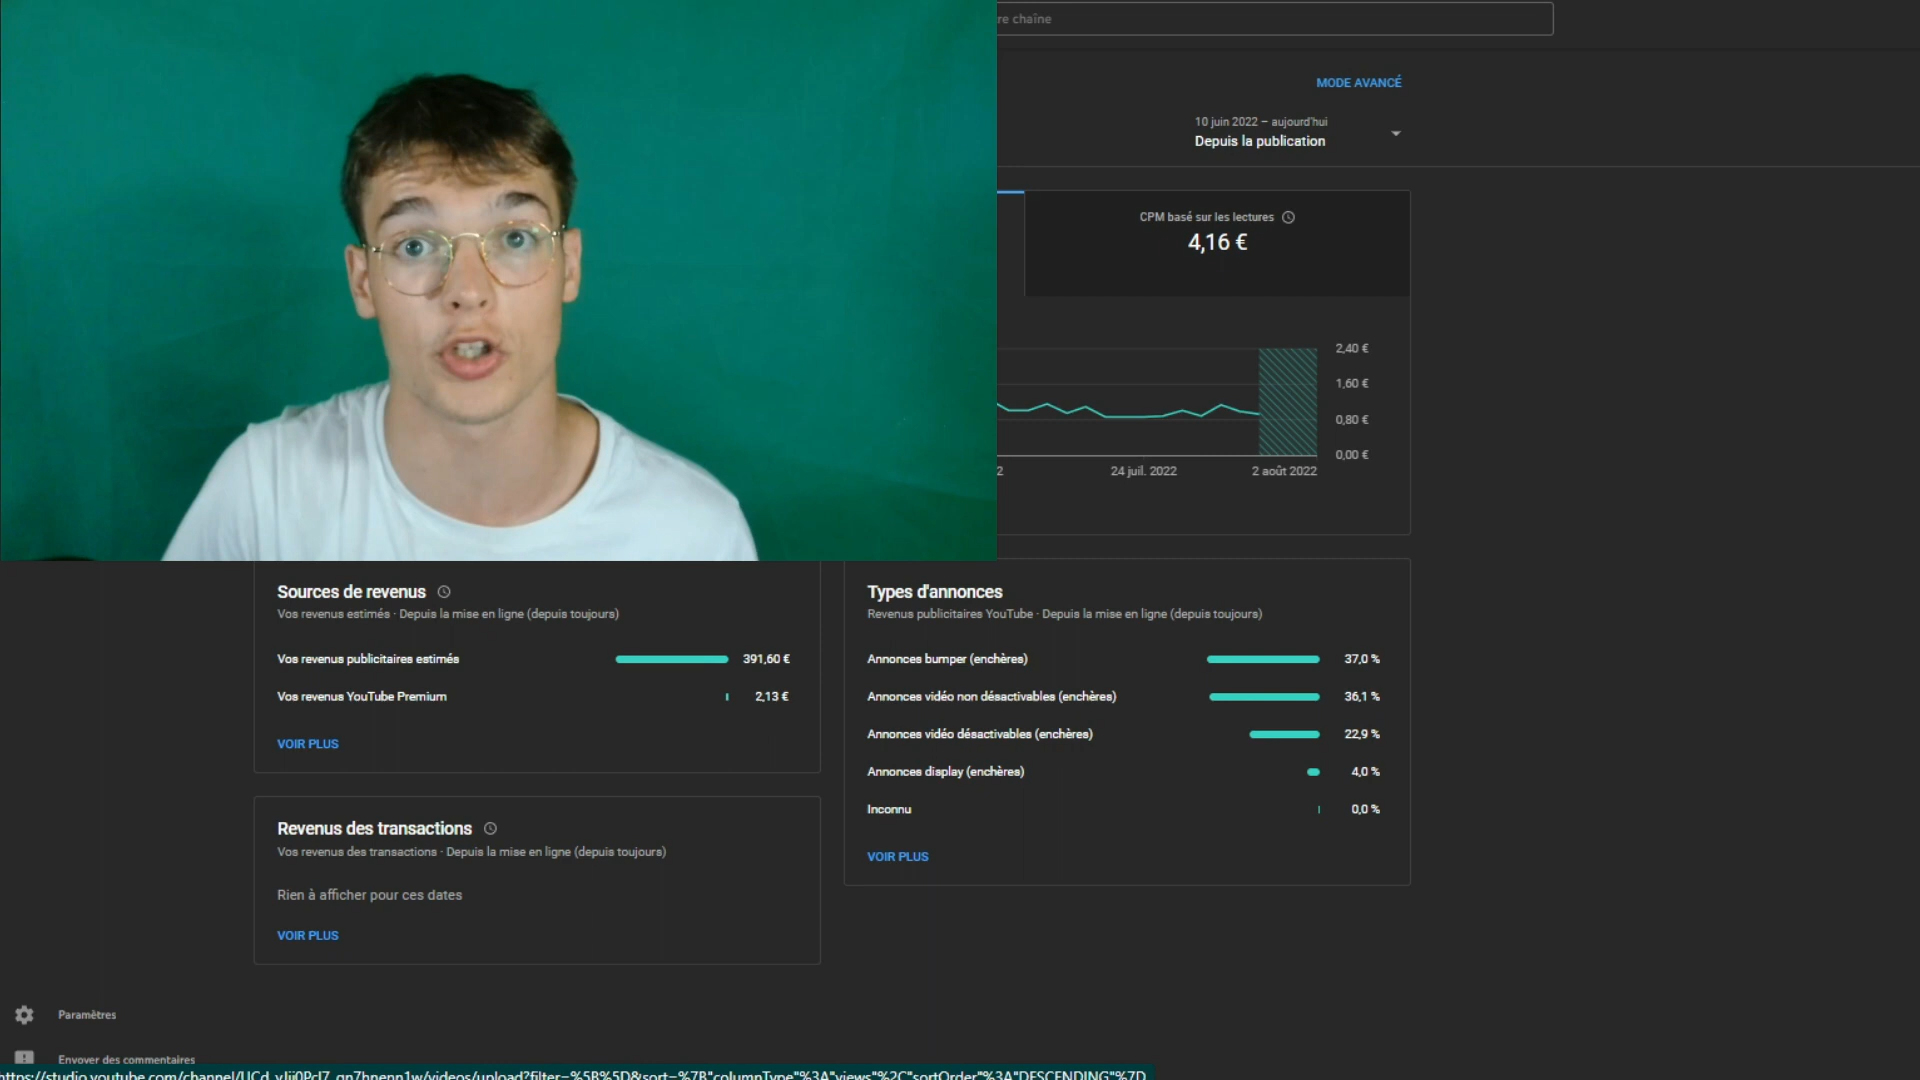 re chaîne
MODE AVANCÉ
10 juin 2022 – aujourd'hui
Depuis la publication
CPM basé sur les lectures
4,16 €
2,40 €
1,60 €
0,80 €
0,00 €
2
24 juil. 2022
2 août 2022
Sources de revenus
Vos revenus estimés · Depuis la mise en ligne (depuis toujours)
Vos revenus publicitaires estimés 391,60 €
Vos revenus YouTube Premium 2,13 €
VOIR PLUS
Types d'annonces
Revenus publicitaires YouTube · Depuis la mise en ligne (depuis toujours)
Annonces bumper (enchères) 37,0 %
Annonces vidéo non désactivables (enchères) 36,1 %
Annonces vidéo désactivables (enchères) 22,9 %
Annonces display (enchères) 4,0 %
Inconnu 0,0 %
VOIR PLUS
Revenus des transactions
Vos revenus des transactions · Depuis la mise en ligne (depuis toujours)
Rien à afficher pour ces dates
VOIR PLUS
Paramètres
Envoyer des commentaires